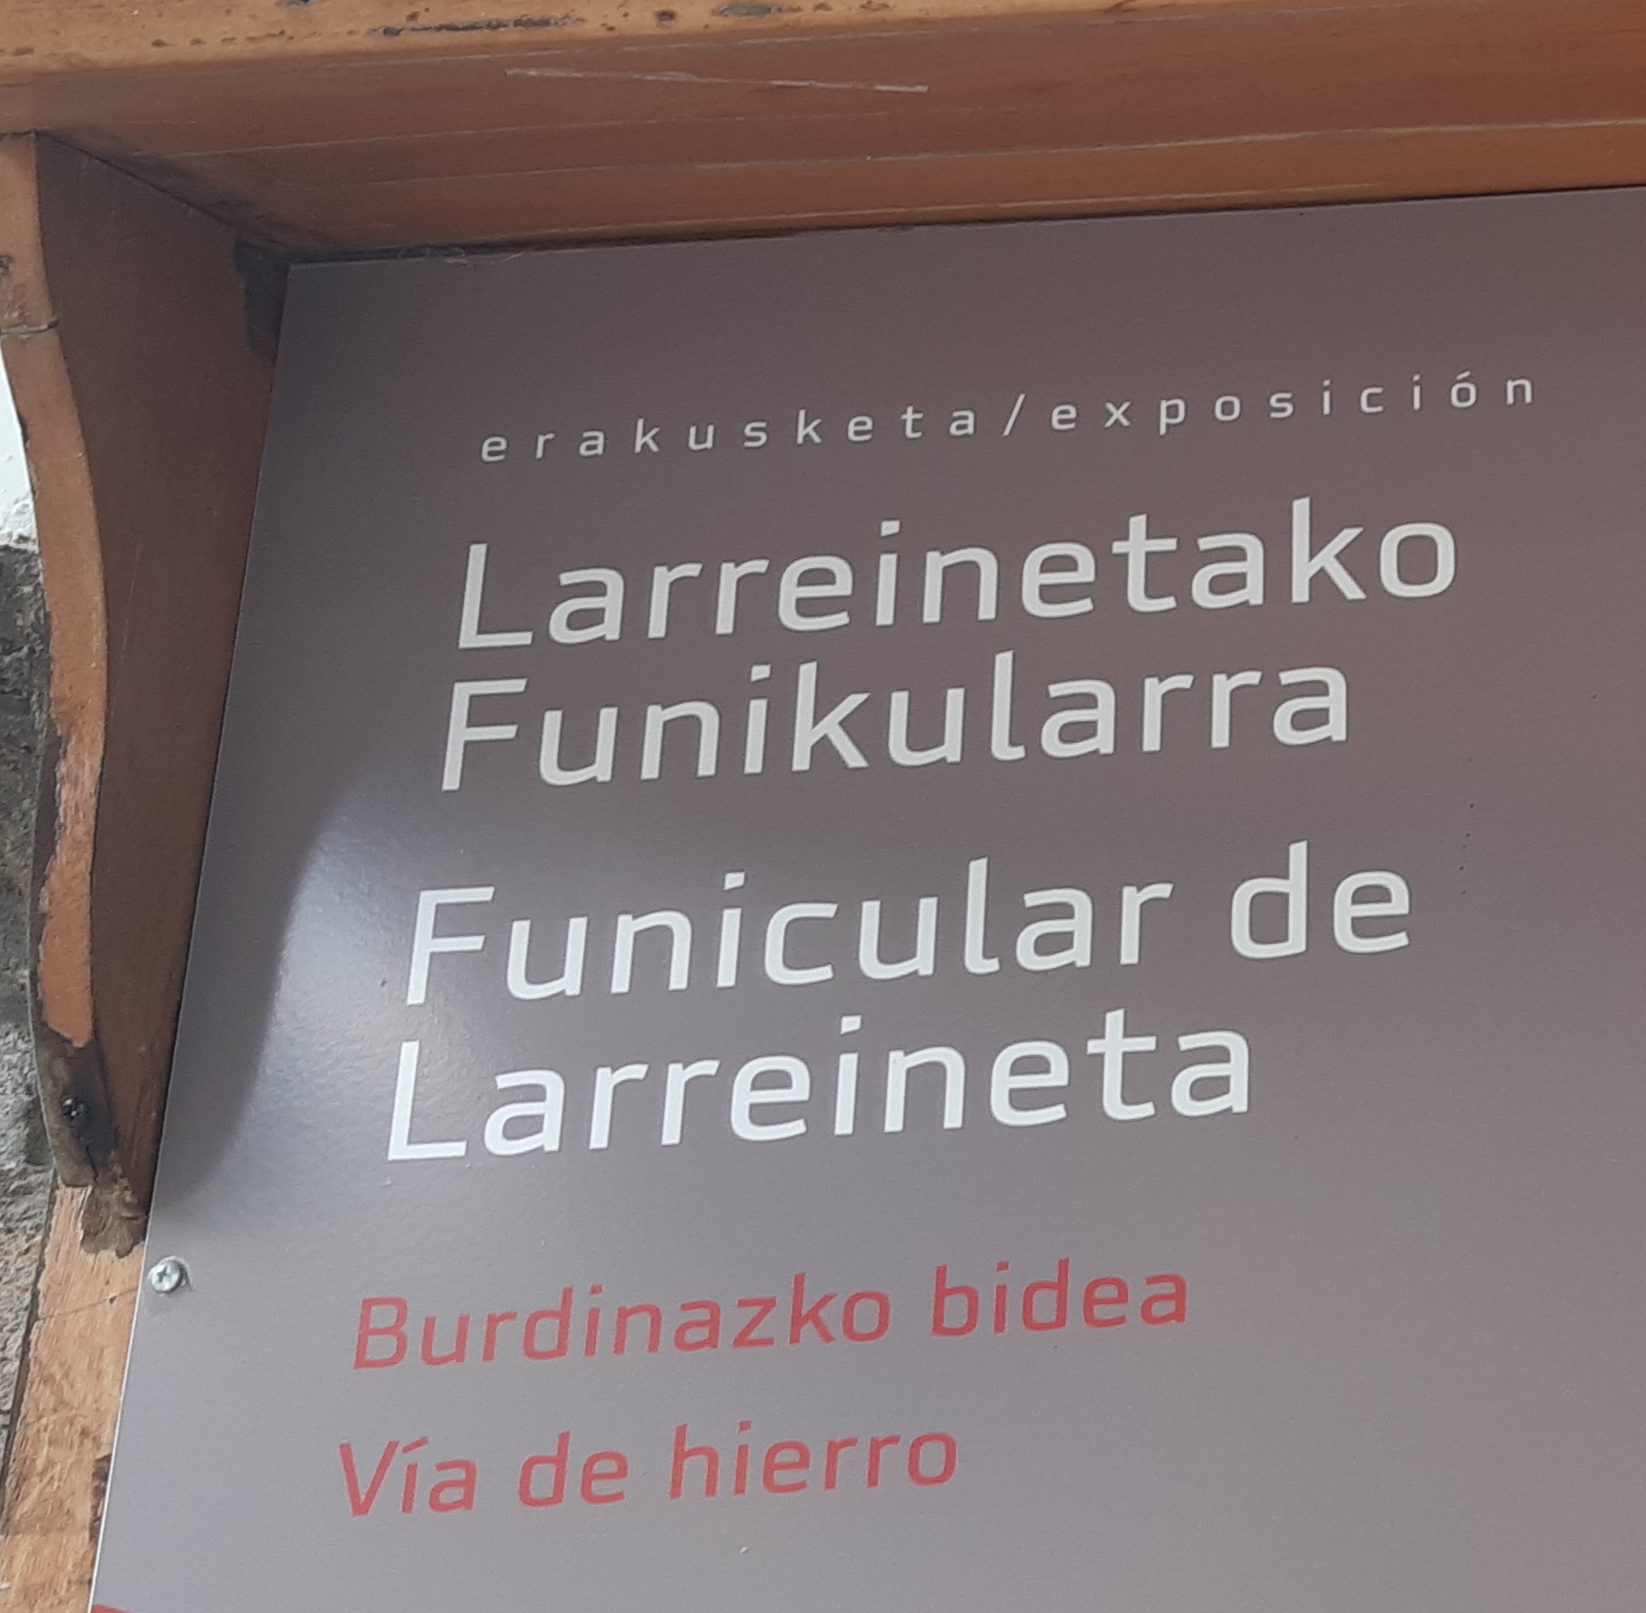 erakusketa/exposición
Larreinetako
Funikularra
Funicular de
Larreineta
Burdinazko bidea
Vía de hierro